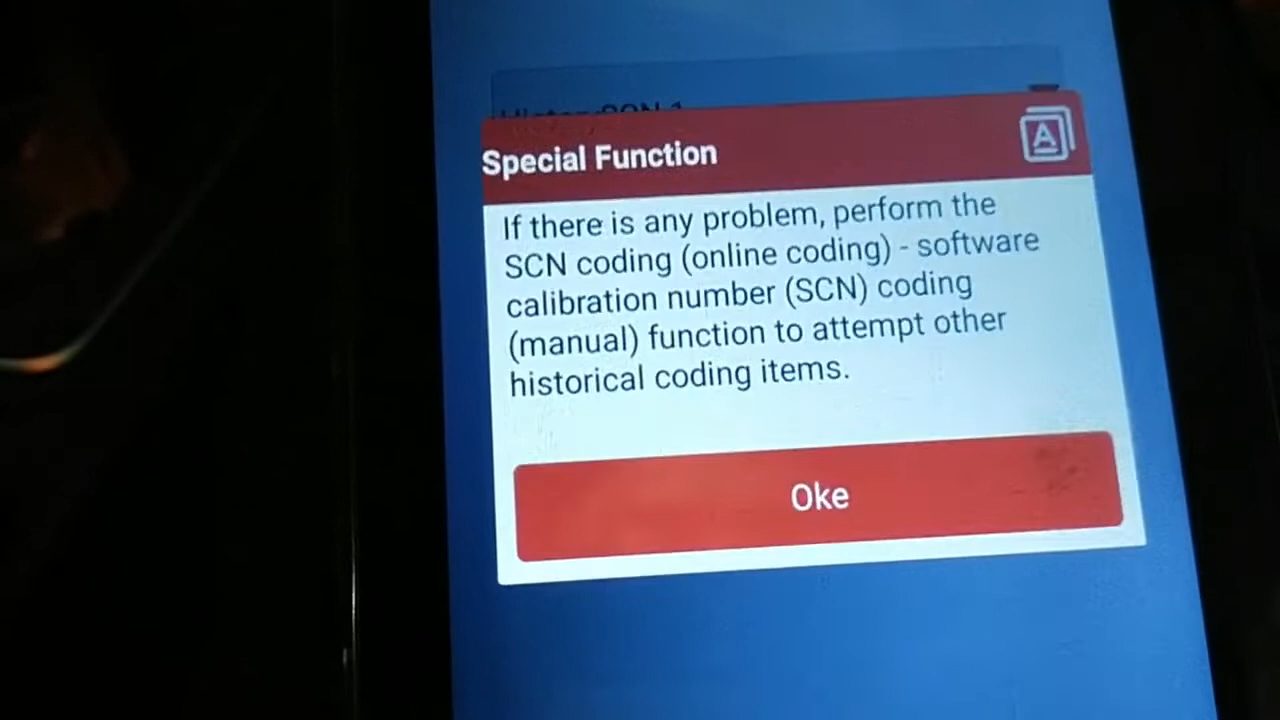 Special Function
A
If there is any problem, perform the
SCN coding (online coding) - software
calibration number (SCN) coding
(manual) function to attempt other
historical coding items.
Oke